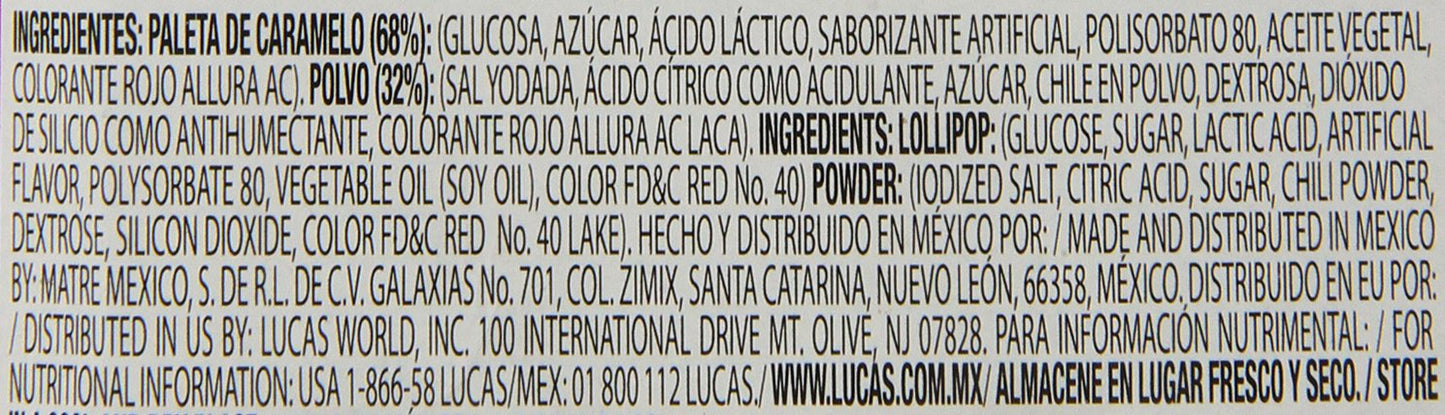 INGREDIENTES: PALETA DE CARAMELO (68%): (GLUCOSA, AZÚCAR, ÁCIDO LÁCTICO, SABORIZANTE ARTIFICIAL, POLISORBATO 80, ACEITE VEGETAL,
COLORANTE ROJO ALLURA AC). POLVO (32%): (SAL YODADA, ÁCIDO CÍTRICO COMO ACIDULANTE, AZÚCAR, CHILE EN POLVO, DEXTROSA, DIÓXIDO
DE SILICIO COMO ANTIHUMECTANTE, COLORANTE ROJO ALLURA AC LACA). INGREDIENTS: LOLLIPOP: (GLUCOSE, SUGAR, LACTIC ACID, ARTIFICIAL
FLAVOR, POLYSORBATE 80, VEGETABLE OIL (SOY OIL), COLOR FD&C RED No. 40) POWDER: (IODIZED SALT, CITRIC ACID, SUGAR, CHILI POWDER,
DEXTROSE, SILICON DIOXIDE, COLOR FD&C RED No. 40 LAKE). HECHO Y DISTRIBUIDO EN MÉXICO POR: / MADE AND DISTRIBUTED IN MEXICO
BY: MATRE MEXICO, S. DE R.L. DE C.V. GALAXIAS No. 701, COL. ZIMIX, SANTA CATARINA, NUEVO LEÓN, 66358, MÉXICO. DISTRIBUIDO EN EU POR:
/ DISTRIBUTED IN US BY: LUCAS WORLD, INC. 100 INTERNATIONAL DRIVE MT. OLIVE, NJ 07828. PARA INFORMACIÓN NUTRIMENTAL: / FOR
NUTRITIONAL INFORMATION: USA 1-866-58 LUCAS/MEX: 01 800 112 LUCAS. / WWW.LUCAS.COM.MX/ ALMACENE EN LUGAR FRESCO Y SECO. / STORE